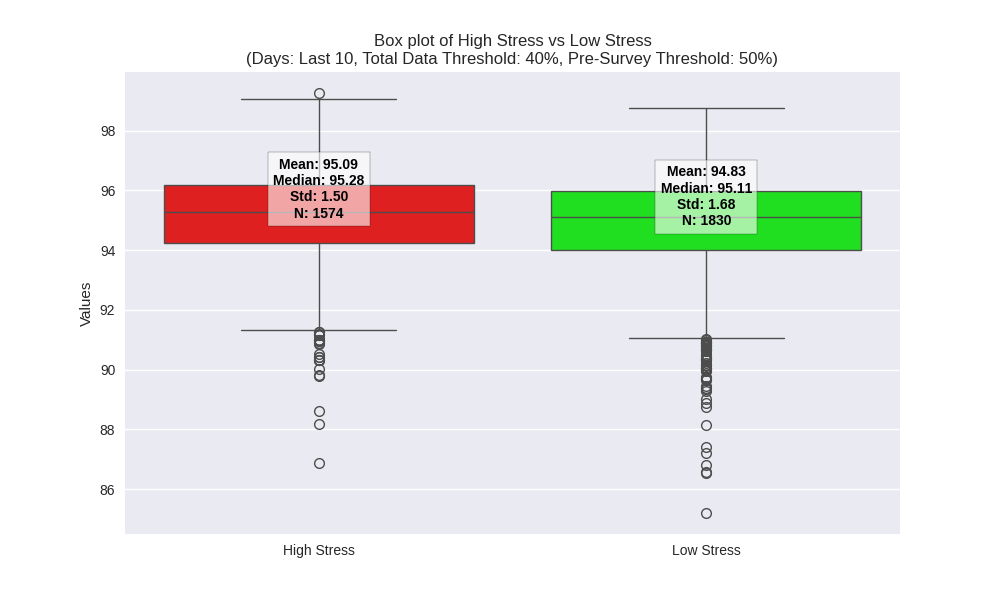 Box plot of High Stress vs Low Stress
(Days: Last 10, Total Data Threshold: 40%, Pre-Survey Threshold: 50%)
Values
98
96
94
92
90
88
86
Mean: 95.09
Median: 95.28
Std: 1.50
N: 1574
Mean: 94.83
Median: 95.11
Std: 1.68
N: 1830
High Stress
Low Stress